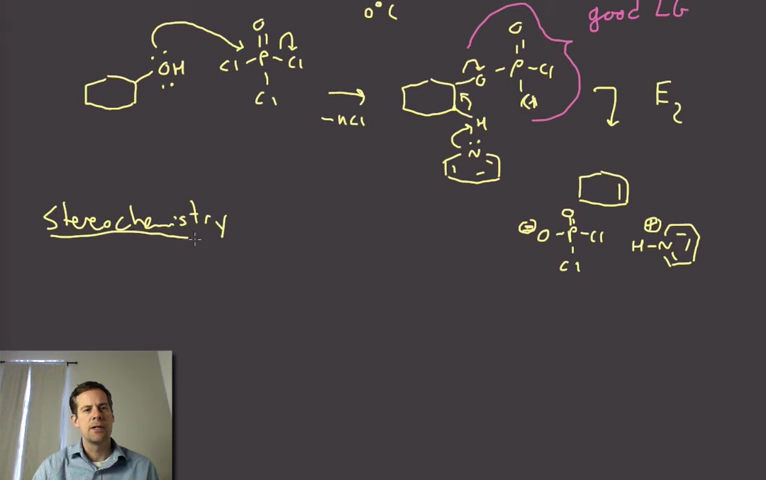 0°C
good LG
O
Cl-P-Cl
Cl
OH
-HCl
O
O-P-Cl
Cl
H
N
E2
Stereochemistry
O
⊖O-P-Cl
Cl
⊕
H-N